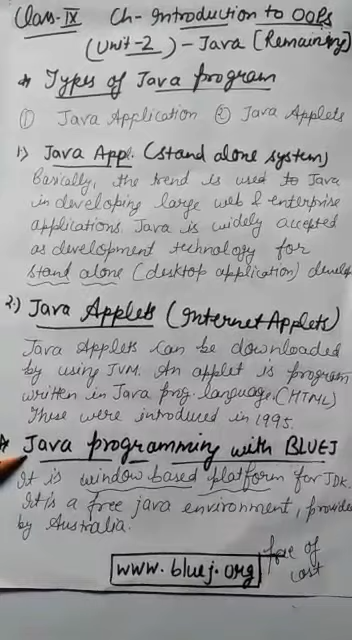 Class-IX Ch- Introduction to OOPs
(Unit-2) - Java [Remaining)
* Types of Java program
① Java Application ② Java Applets
1) Java App. (Stand alone system)
Basically, the trend is used to Java
in developing large web & enterprise
applications. Java is widely accepted
as development technology for
stand alone (desktop application) develop
2.) Java Applets (Internet Applets)
Java Applets can be downloaded
by using JVM. An applet is program
written in Java prog. language. (HTML)
These were introduced in 1995.
* Java programming with BLUEJ
It is window based platform for JDK.
It is a free java environment, provided
by Australia.
www.bluej.org free of
cost